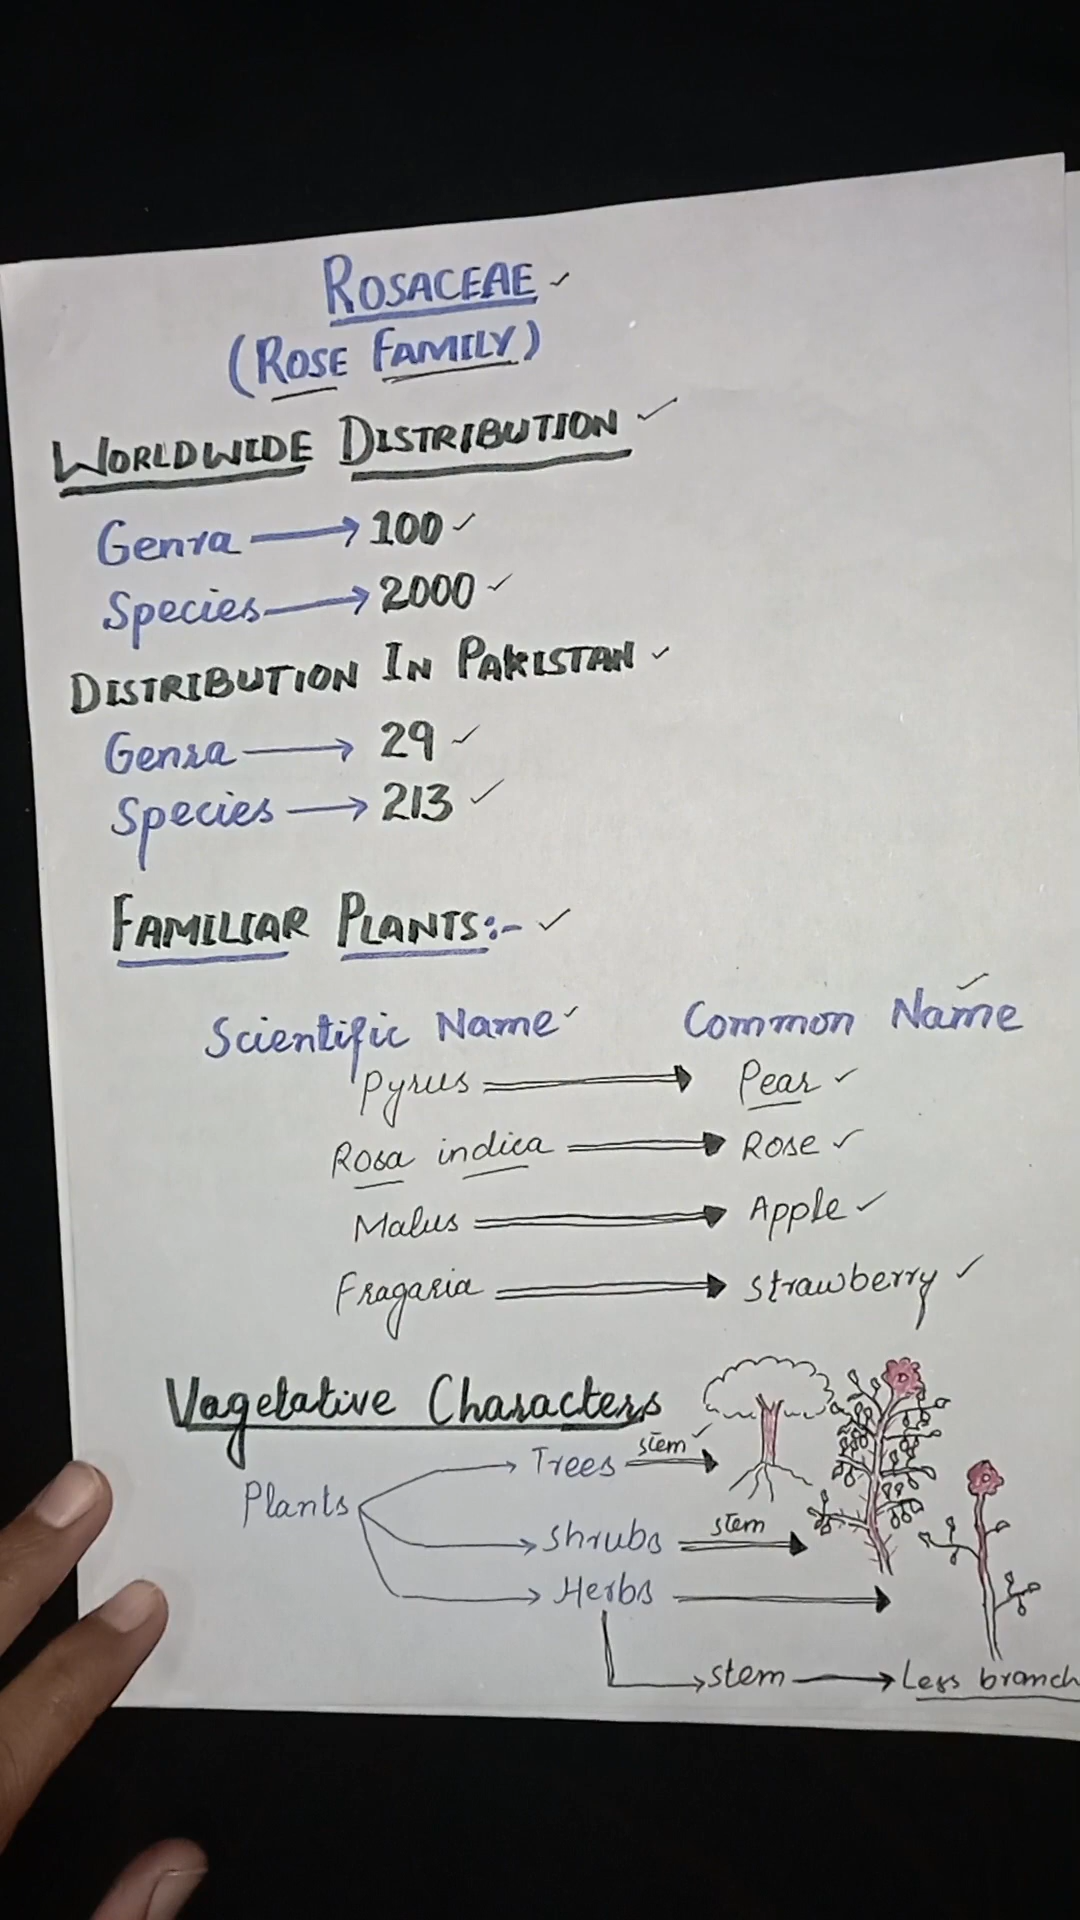 ROSACEAE
(ROSE FAMILY)
WORLDWIDE DISTRIBUTION
Genra → 100
Species → 2000
DISTRIBUTION IN PAKISTAN
Genra → 29
Species → 213
FAMILIAR PLANTS:-
Scientific Name Common Name
Pyrus → Pear
Rosa indica → Rose
Malus → Apple
Fragaria → Strawberry
Vagetative Characters
Plants → Trees stem →
→ Shrubs stem →
→ Herbs →
→ stem → Less branch